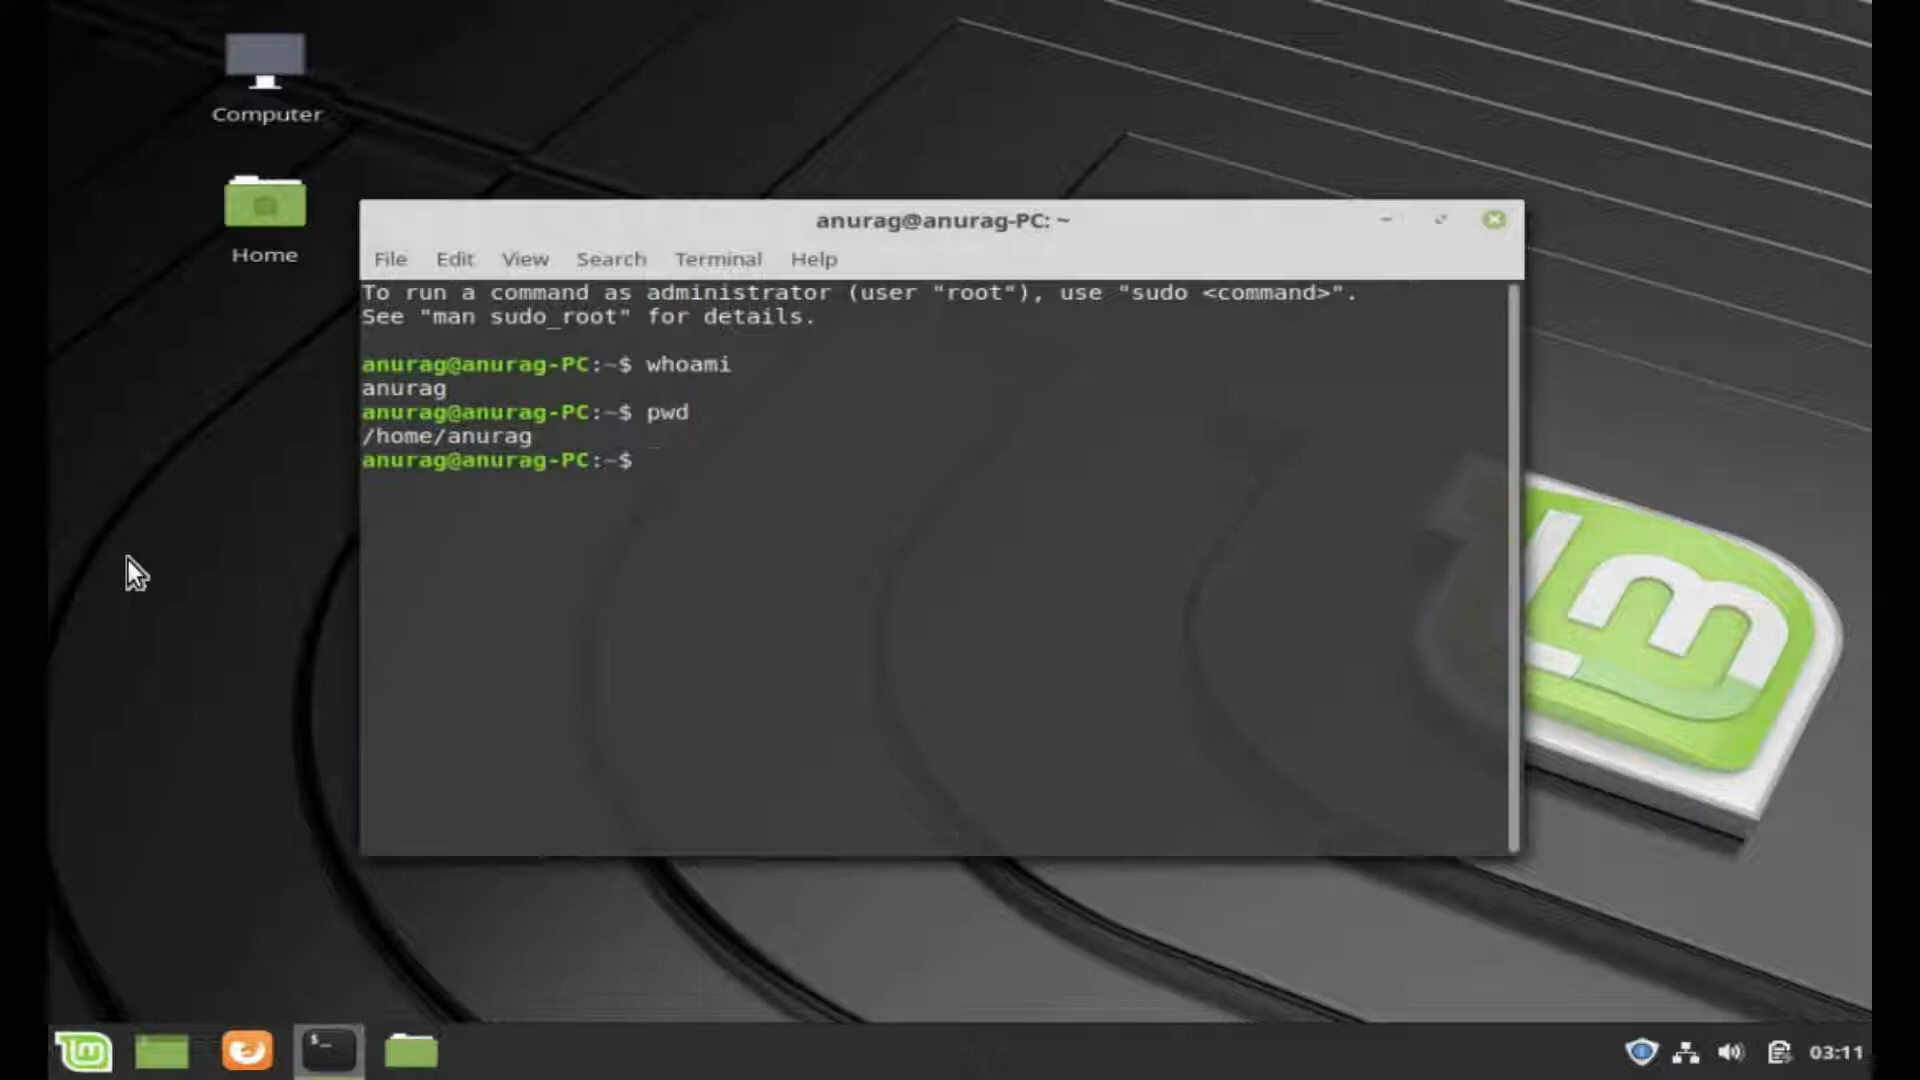 Computer
Home
anurag@anurag-PC: ~
File Edit View Search Terminal Help
To run a command as administrator (user "root"), use "sudo <command>".
See "man sudo_root" for details.
anurag@anurag-PC:~$ whoami
anurag
anurag@anurag-PC:~$ pwd
/home/anurag
anurag@anurag-PC:~$
lm
$_
03:11